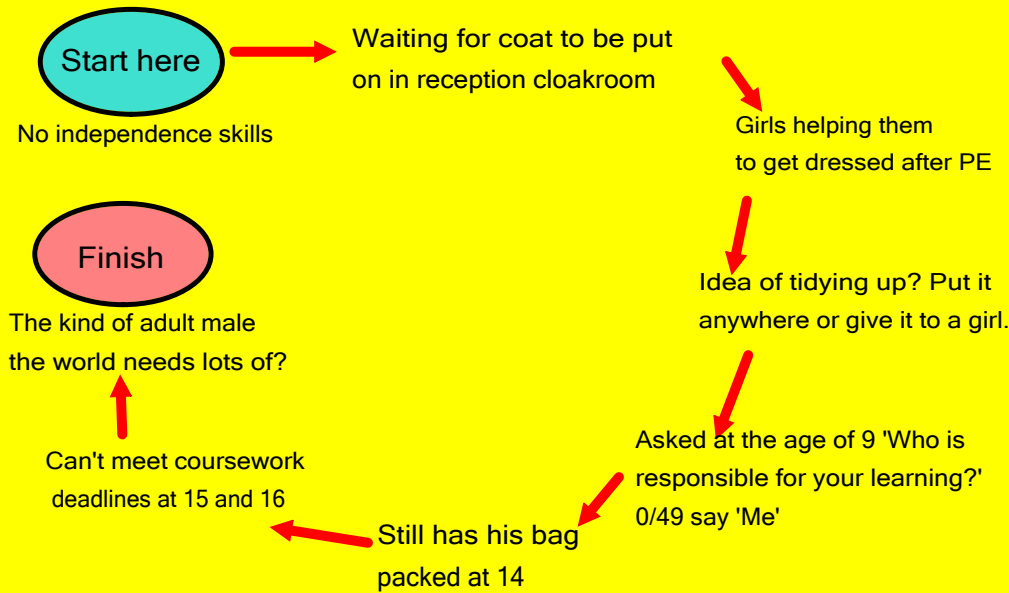 Start here
No independence skills
Waiting for coat to be put
on in reception cloakroom
Girls helping them
to get dressed after PE
Idea of tidying up? Put it
anywhere or give it to a girl.
Asked at the age of 9 'Who is
responsible for your learning?'
0/49 say 'Me'
Still has his bag
packed at 14
Can't meet coursework
deadlines at 15 and 16
Finish
The kind of adult male
the world needs lots of?